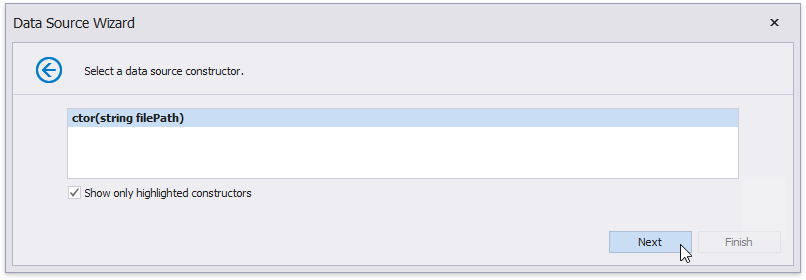 Data Source Wizard
Select a data source constructor.
ctor(string filePath)
Show only highlighted constructors
Next
Finish